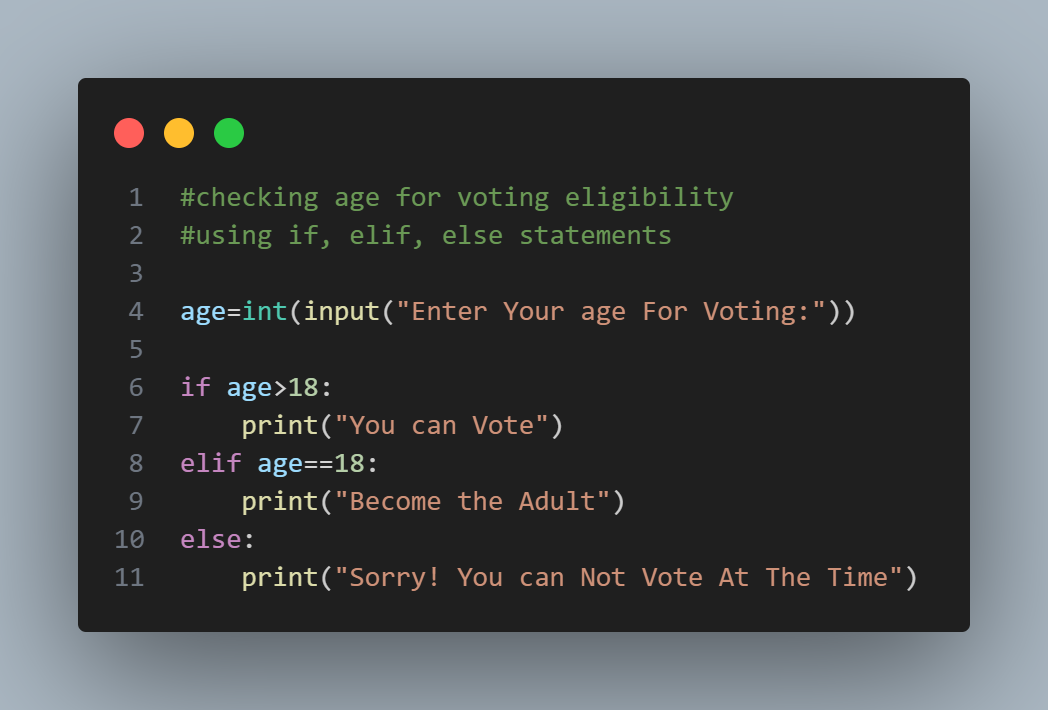 1 #checking age for voting eligibility
2 #using if, elif, else statements
3
4 age=int(input("Enter Your age For Voting:"))
5
6 if age>18:
7     print("You can Vote")
8 elif age==18:
9     print("Become the Adult")
10 else:
11     print("Sorry! You can Not Vote At The Time")